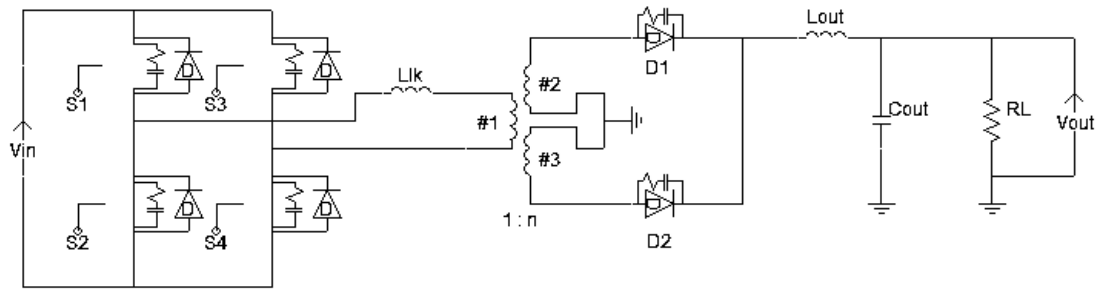 Lout
D
D
D
D1
Llk
#2
S1
S3
Cout
RL
Vout
#1
Vin
#3
D
D
D
S2
S4
1 : n
D2